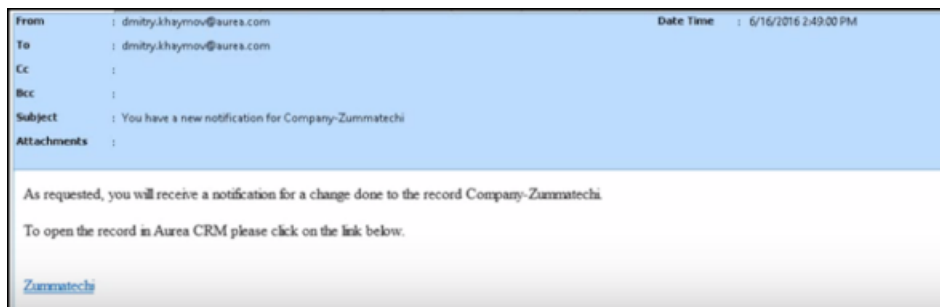 From : dmitry.khaymov@aurea.com Date Time : 6/16/2016 2:49:00 PM
To : dmitry.khaymov@aurea.com
Cc :
Bcc :
Subject : You have a new notification for Company-Zummatechi
Attachments :
As requested, you will receive a notification for a change done to the record Company-Zummatechi.
To open the record in Aurea CRM please click on the link below.
Zummatechi